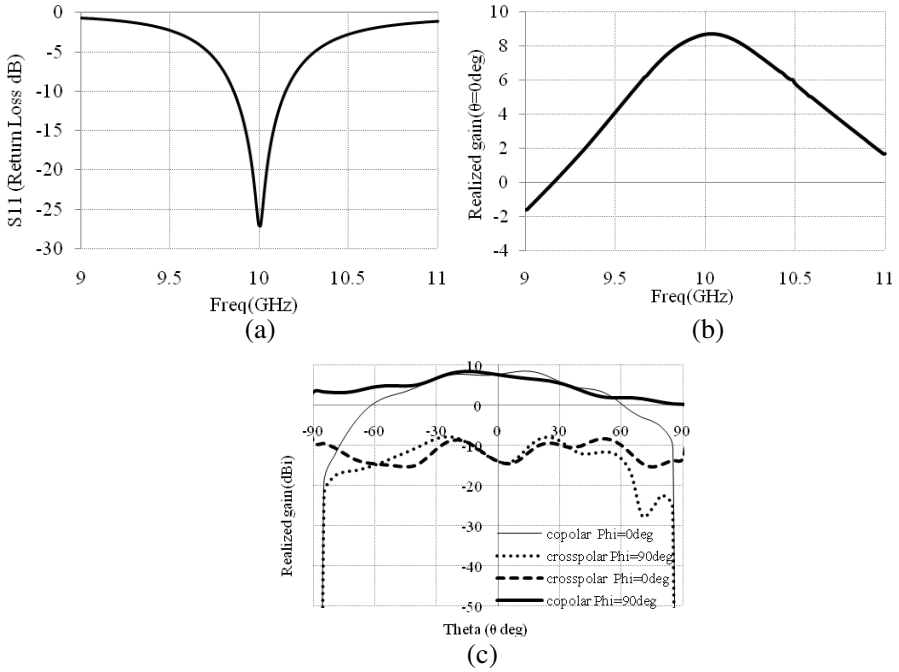 0
-5
-10
-15
-20
-25
-30
S11 (Return Loss dB)
9 9.5 10 10.5 11
Freq(GHz)
(a)
10
8
6
4
2
0
-2
-4
Realized gain(θ=0deg)
9 9.5 10 10.5 11
Freq(GHz)
(b)
10
0
-90 -60 -30 0 30 60 90
-10
-20
-30
-40
-50
Realized gain(dBi)
copolar Phi=0deg
crosspolar Phi=90deg
crosspolar Phi=0deg
copolar Phi=90deg
Theta (θ deg)
(c)